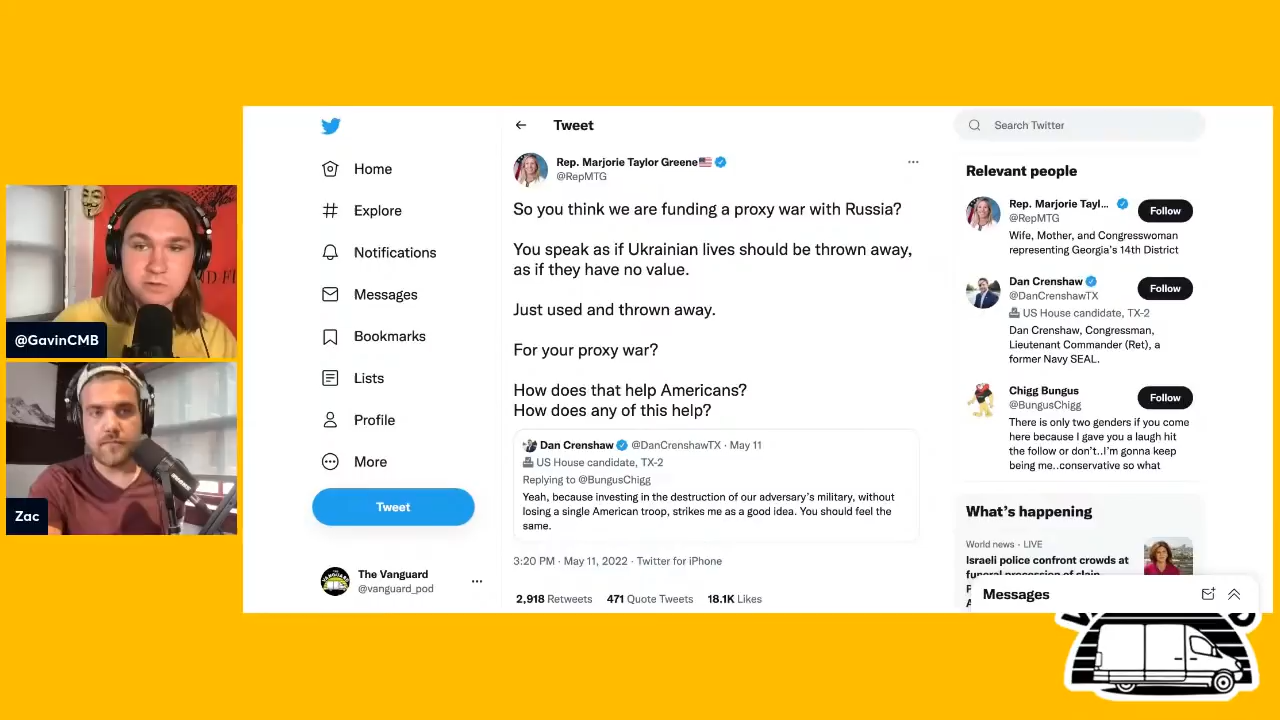 @GavinCMB
Zac
Home
Explore
Notifications
Messages
Bookmarks
Lists
Profile
More
Tweet
The Vanguard
@vanguard_pod
Tweet
Rep. Marjorie Taylor Greene
@RepMTG
So you think we are funding a proxy war with Russia?
You speak as if Ukrainian lives should be thrown away,
as if they have no value.
Just used and thrown away.
For your proxy war?
How does that help Americans?
How does any of this help?
Dan Crenshaw @DanCrenshawTX · May 11
US House candidate, TX-2
Replying to @BungusChigg
Yeah, because investing in the destruction of our adversary's military, without
losing a single American troop, strikes me as a good idea. You should feel the
same.
3:20 PM · May 11, 2022 · Twitter for iPhone
2,918 Retweets 471 Quote Tweets 18.1K Likes
Search Twitter
Relevant people
Rep. Marjorie Tayl...
@RepMTG
Follow
Wife, Mother, and Congresswoman
representing Georgia's 14th District
Dan Crenshaw
@DanCrenshawTX
Follow
US House candidate, TX-2
Dan Crenshaw, Congressman,
Lieutenant Commander (Ret), a
former Navy SEAL.
Chigg Bungus
@BungusChigg
Follow
There is only two genders if you come
here because I gave you a laugh hit
the follow or don't..I'm gonna keep
being me..conservative so what
What's happening
World news · LIVE
Israeli police confront crowds at
funeral procession of slain
Messages